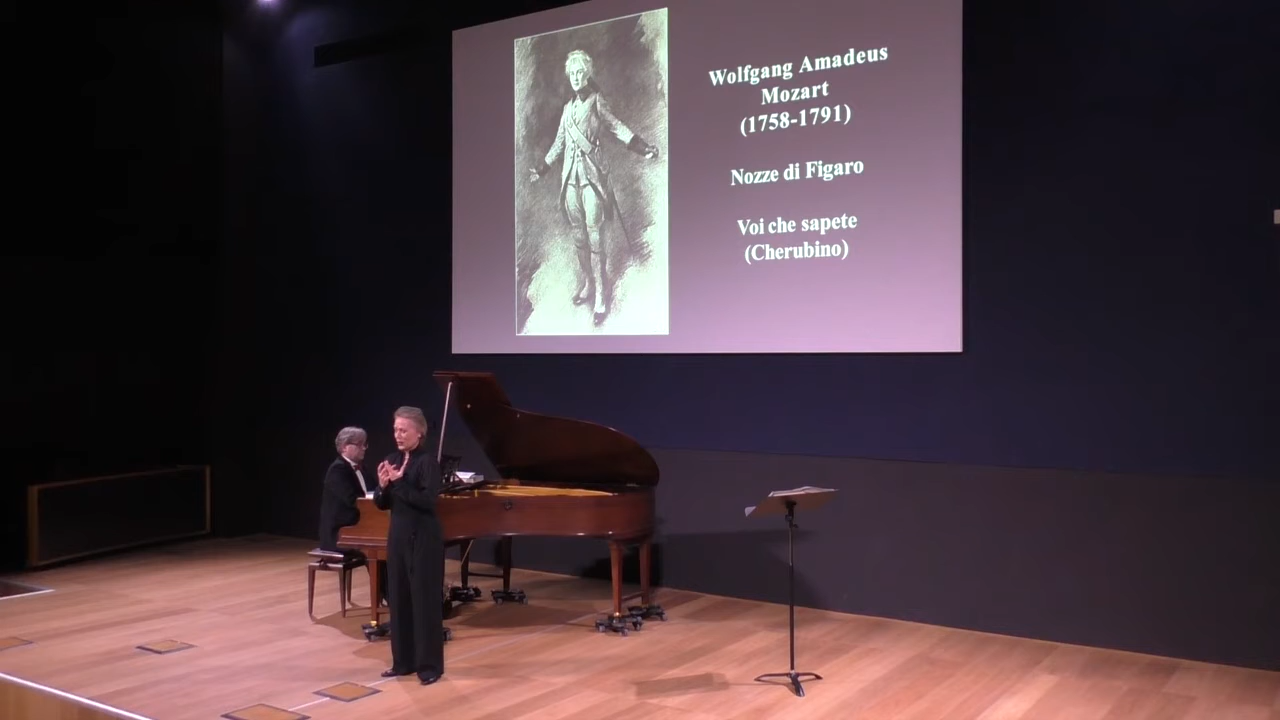 Wolfgang Amadeus
Mozart
(1758-1791)
Nozze di Figaro
Voi che sapete
(Cherubino)